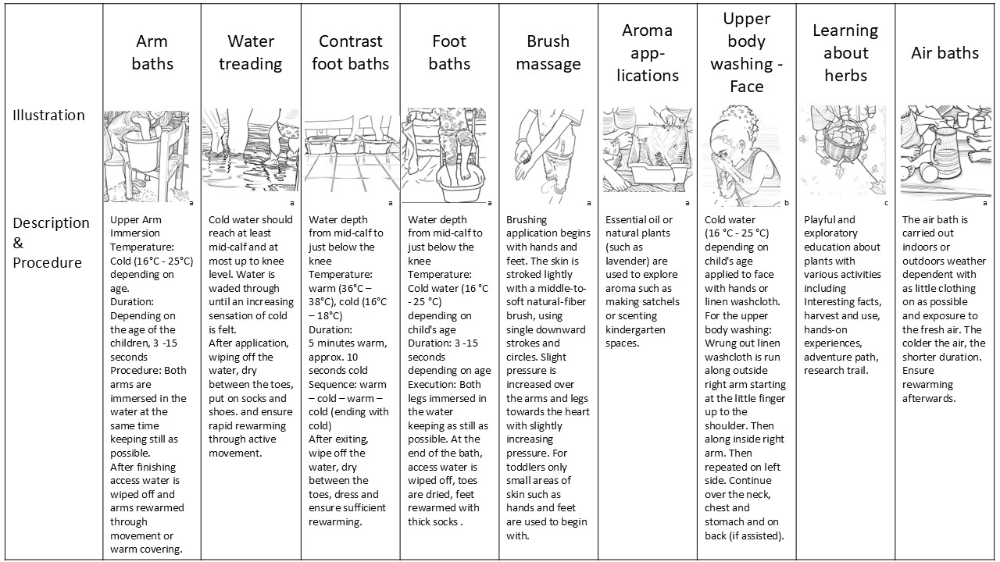 Arm
baths
Water
treading
Contrast
foot baths
Foot
baths
Brush
massage
Aroma
app-
lications
Upper
body
washing -
Face
Learning
about
herbs
Air baths
Illustration
a
a
a
a
a
a
b
c
a
Description
&
Procedure
Upper Arm
Immersion
Temperature:
Cold (16°C - 25°C)
depending on
age.
Duration:
Depending on
the age of the
children, 3 -15
seconds
Procedure: Both
arms are
immersed in the
water at the
same time
keeping still as
possible.
After finishing
access water is
wiped off and
arms rewarmed
through
movement or
warm covering.
Cold water should
reach at least
mid-calf and at
most up to knee
level. Water is
waded through
until an increasing
sensation of cold
is felt.
After application,
wiping off the
water, dry
between the toes,
put on socks and
shoes. and ensure
rapid rewarming
through active
movement.
Water depth
from mid-calf to
just below the
knee
Temperature:
warm (36°C –
38°C), cold (16°C
– 18°C)
Duration:
5 minutes warm,
approx. 10
seconds cold
Sequence: warm
– cold – warm –
cold (ending with
cold)
After exiting,
wipe off the
water, dry
between the
toes, dress and
ensure sufficient
rewarming.
Water depth
from mid-calf to
just below the
knee
Temperature:
Cold water (16 °C
- 25 °C)
depending on
child's age
Duration: 3 -15
seconds
depending on age
Execution: Both
legs immersed in
the water
keeping as still as
possible. At the
end of the bath,
access water is
wiped off, toes
are dried, feet
rewarmed with
thick socks .
Brushing
application begins
with hands and
feet. The skin is
stroked lightly
with a middle-to-
soft natural-fiber
brush, using
single downward
strokes and
circles. Slight
pressure is
increased over
the arms and legs
towards the heart
with slightly
increasing
pressure. For
toddlers only
small areas of
skin such as
hands and feet
are used to begin
with.
Essential oil or
natural plants
(such as
lavender) are
used to explore
aroma such as
making satchels
or scenting
kindergarten
spaces.
Cold water
(16 °C - 25 °C)
depending on
child's age
applied to face
with hands or
linen washcloth.
For the upper
body washing:
Wrung out linen
washcloth is run
along outside
right arm starting
at the little finger
up to the
shoulder. Then
along inside right
arm. Then
repeated on left
side. Continue
over the neck,
chest and
stomach and on
back (if assisted).
Playful and
exploratory
education about
plants with
various activities
including
Interesting facts,
harvest and use,
hands-on
experiences,
adventure path,
research trail.
The air bath is
carried out
indoors or
outdoors weather
dependent with
as little clothing
on as possible
and exposure to
the fresh air. The
colder the air, the
shorter duration.
Ensure
rewarming
afterwards.